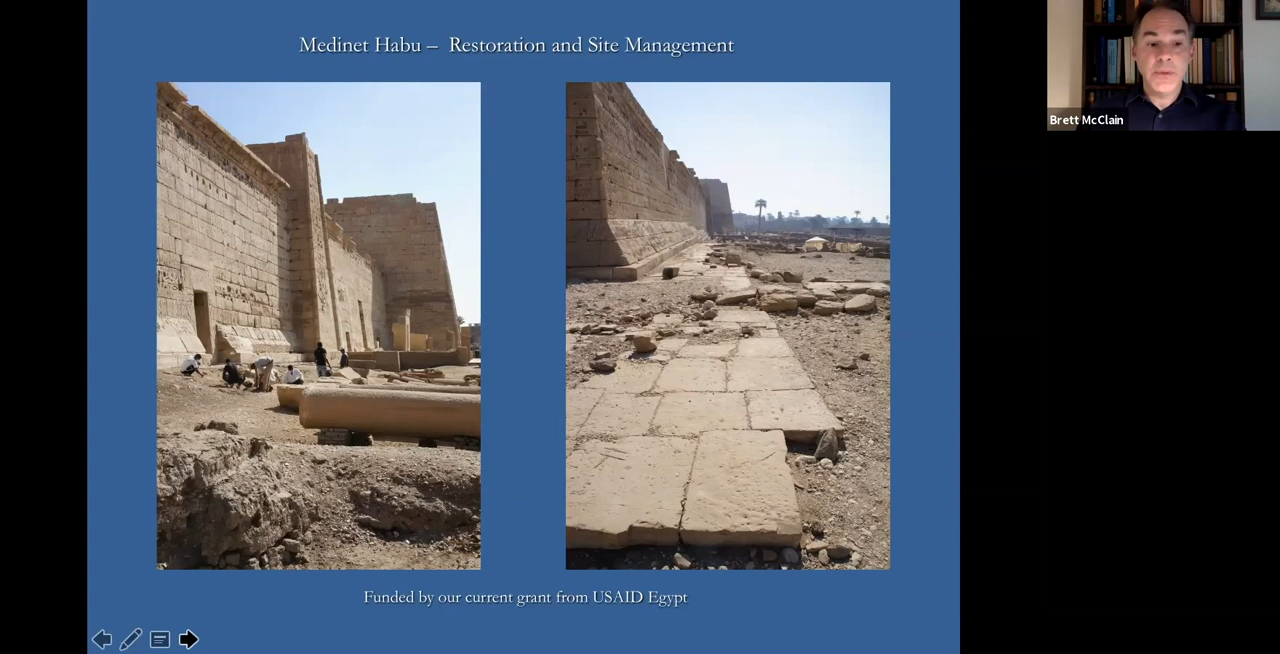 Medinet Habu – Restoration and Site Management
Brett McClain
Funded by our current grant from USAID Egypt